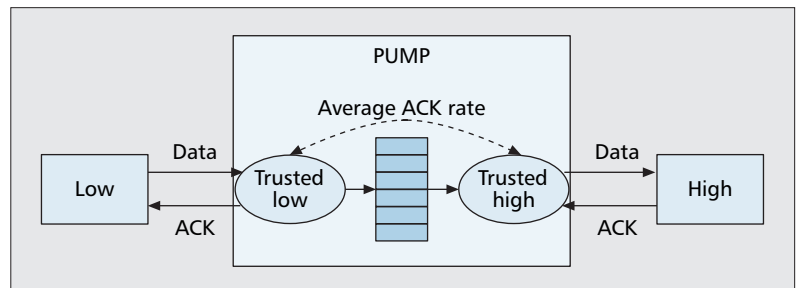 PUMP
Average ACK rate
Data
Data
Low
Trusted
low
Trusted
high
High
ACK
ACK